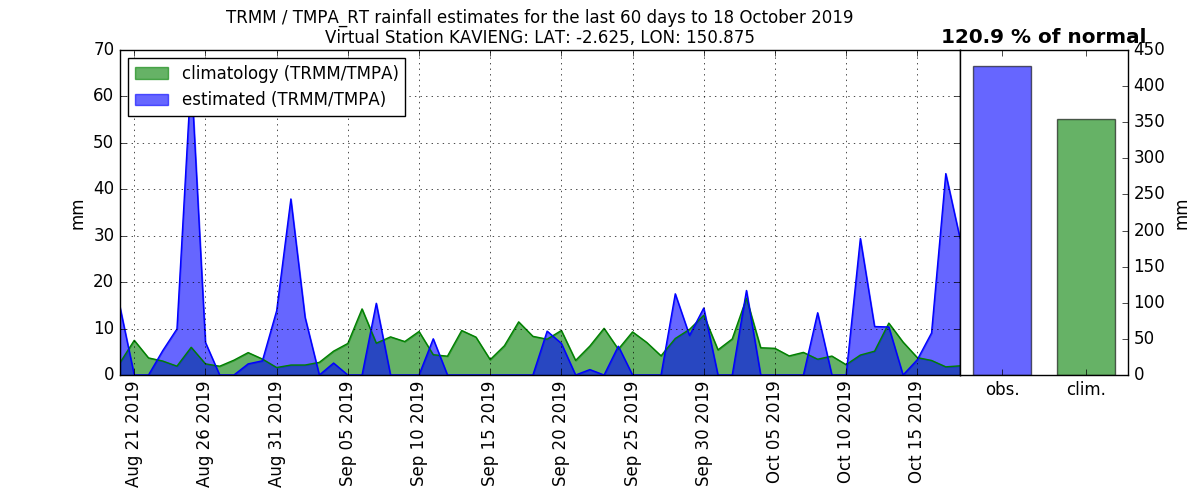 TRMM / TMPA_RT rainfall estimates for the last 60 days to 18 October 2019
Virtual Station KAVIENG: LAT: -2.625, LON: 150.875
120.9 % of normal
climatology (TRMM/TMPA)
estimated (TRMM/TMPA)
70
60
50
40
30
20
10
0
mm
Aug 21 2019
Aug 26 2019
Aug 31 2019
Sep 05 2019
Sep 10 2019
Sep 15 2019
Sep 20 2019
Sep 25 2019
Sep 30 2019
Oct 05 2019
Oct 10 2019
Oct 15 2019
obs.
clim.
450
400
350
300
250
200
150
100
50
0
mm